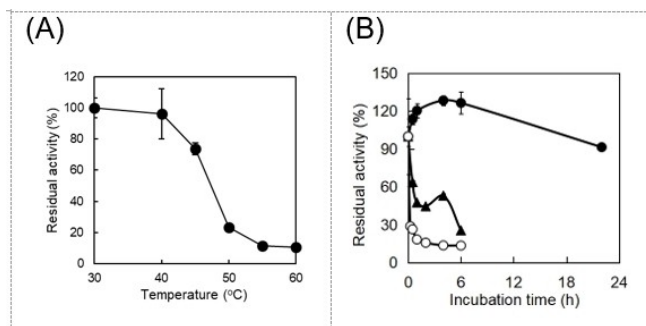 (A)
120
100
80
60
40
20
0
Residual activity (%)
30 40 50 60
Temperature (°C)
(B)
150
120
90
60
30
0
Residual activity (%)
0 6 12 18 24
Incubation time (h)